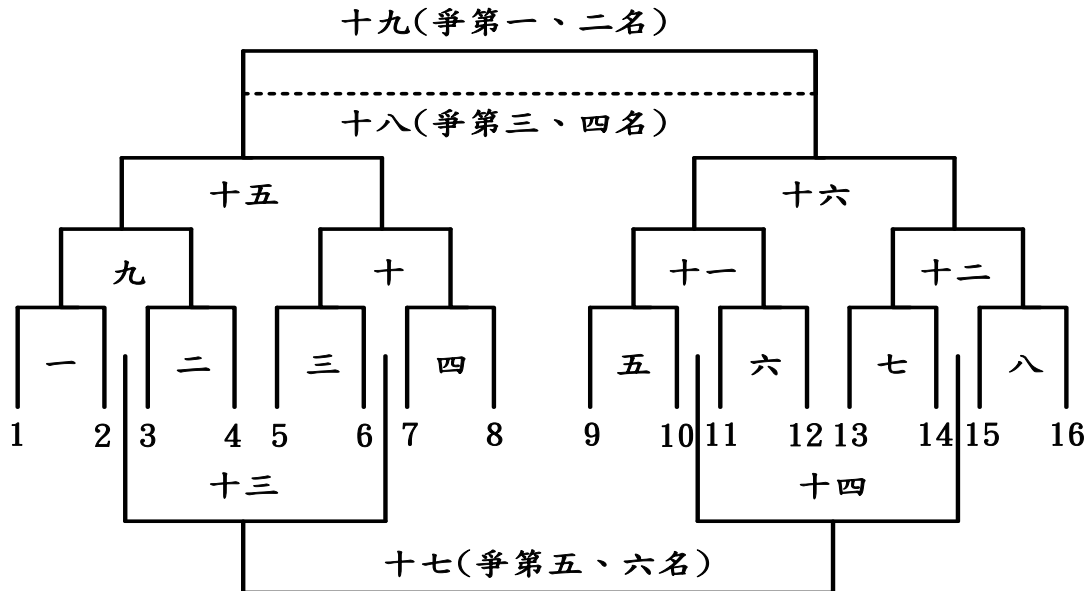 十九(爭第一、二名)
十八(爭第三、四名)
十五 十六
九 十 十一 十二
一 二 三 四 五 六 七 八
1 2 3 4 5 6 7 8 9 10 11 12 13 14 15 16
十三 十四
十七(爭第五、六名)